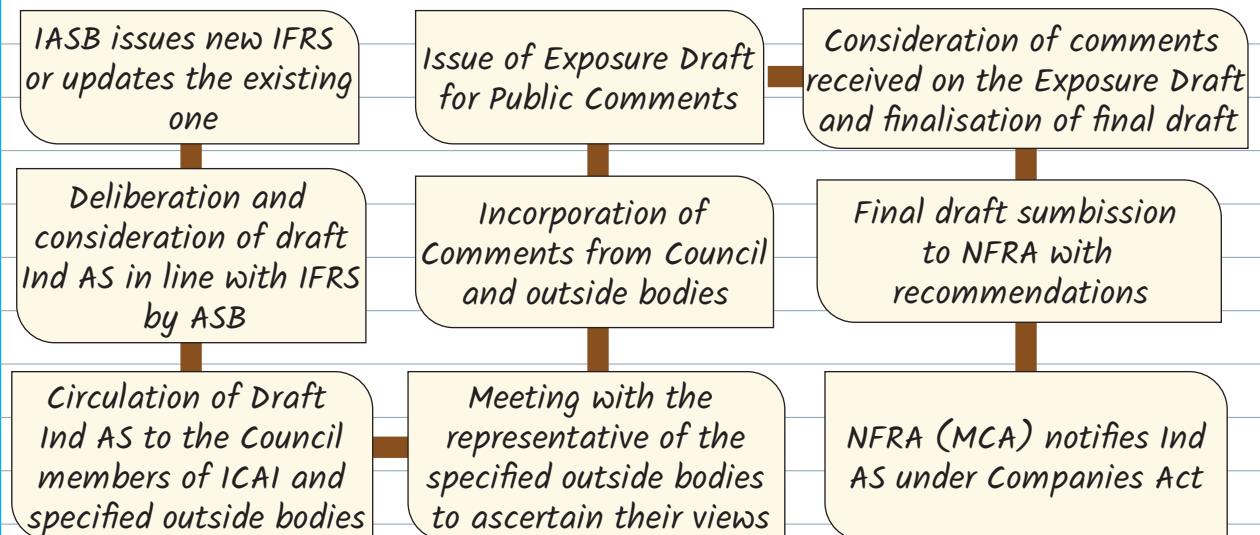 IASB issues new IFRS
or updates the existing
one
Deliberation and
consideration of draft
Ind AS in line with IFRS
by ASB
Circulation of Draft
Ind AS to the Council
members of ICAI and
specified outside bodies
Meeting with the
representative of the
specified outside bodies
to ascertain their views
Incorporation of
Comments from Council
and outside bodies
Issue of Exposure Draft
for Public Comments
Consideration of comments
received on the Exposure Draft
and finalisation of final draft
Final draft sumbission
to NFRA with
recommendations
NFRA (MCA) notifies Ind
AS under Companies Act